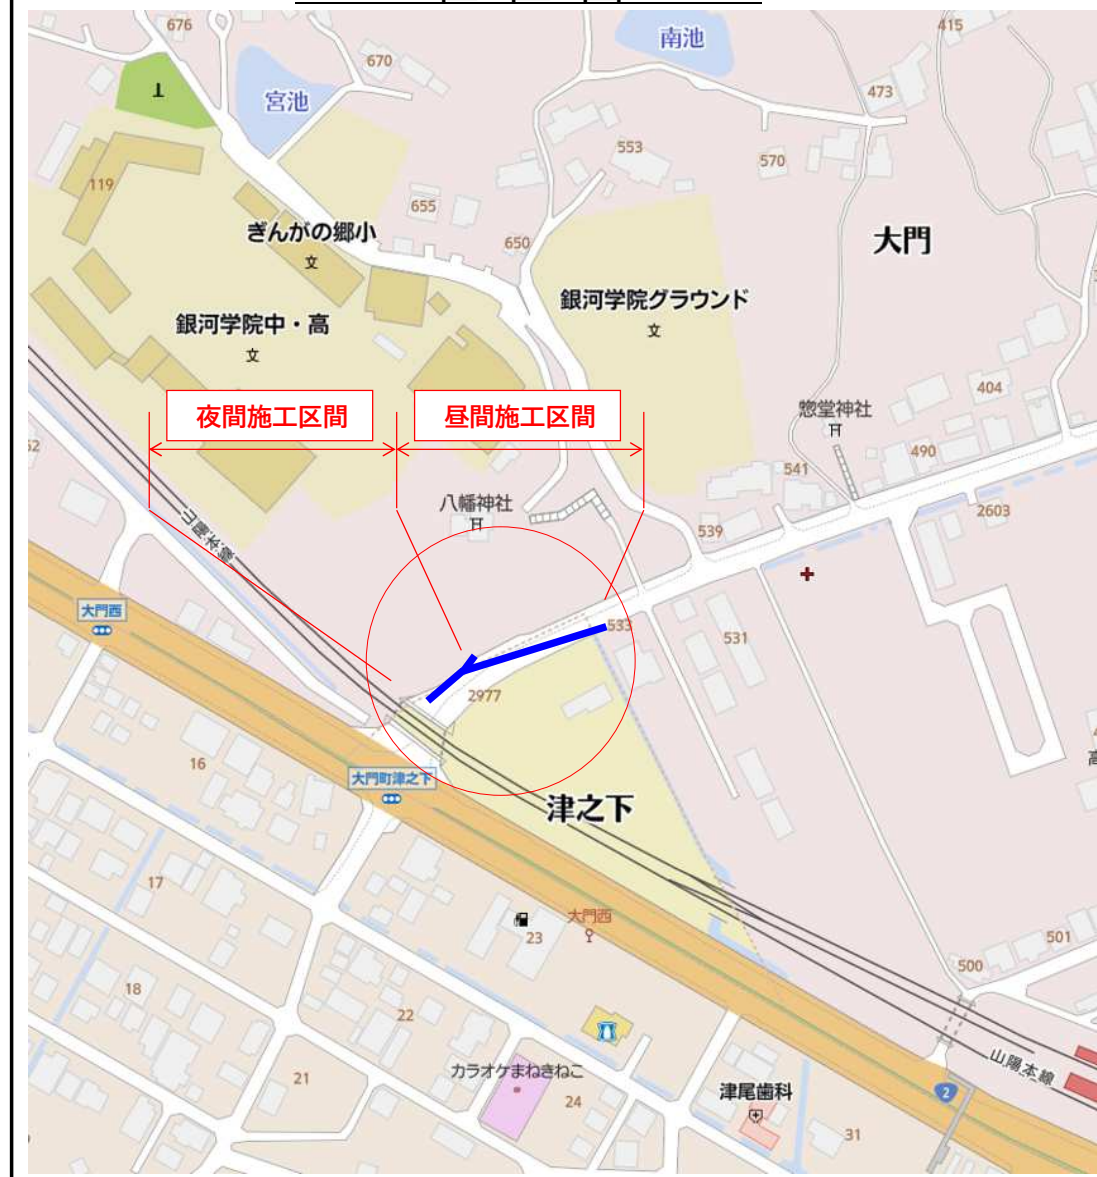 676
415
南池
670
宮池
473
553
570
119
655
ぎんがの郷小
文
650
大門
銀河学院グラウンド
文
銀河学院中・高
文
404
夜間施工区間
昼間施工区間
惣堂神社
490
541
八幡神社
2603
539
山陽本線
大門西
533
531
2977
16
大門町津之下
津之下
17
大門西
23
501
500
18
22
山陽本線
カラオケまねきねこ
21
24
津尾歯科
2
31